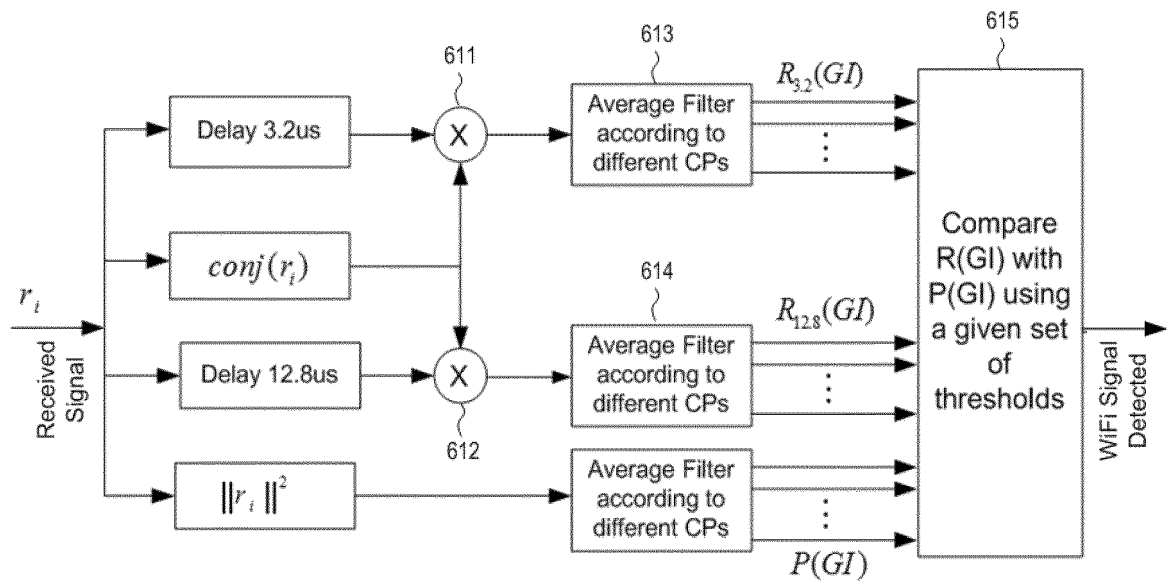 611
613
615
Delay 3.2us
X
Average Filter
according to
different CPs
R3.2(GI)
conj(ri)
ri
Received
Signal
Delay 12.8us
X
612
614
Average Filter
according to
different CPs
R12.8(GI)
||ri||²
Average Filter
according to
different CPs
P(GI)
Compare
R(GI) with
P(GI) using
a given set
of
thresholds
WiFi Signal
Detected